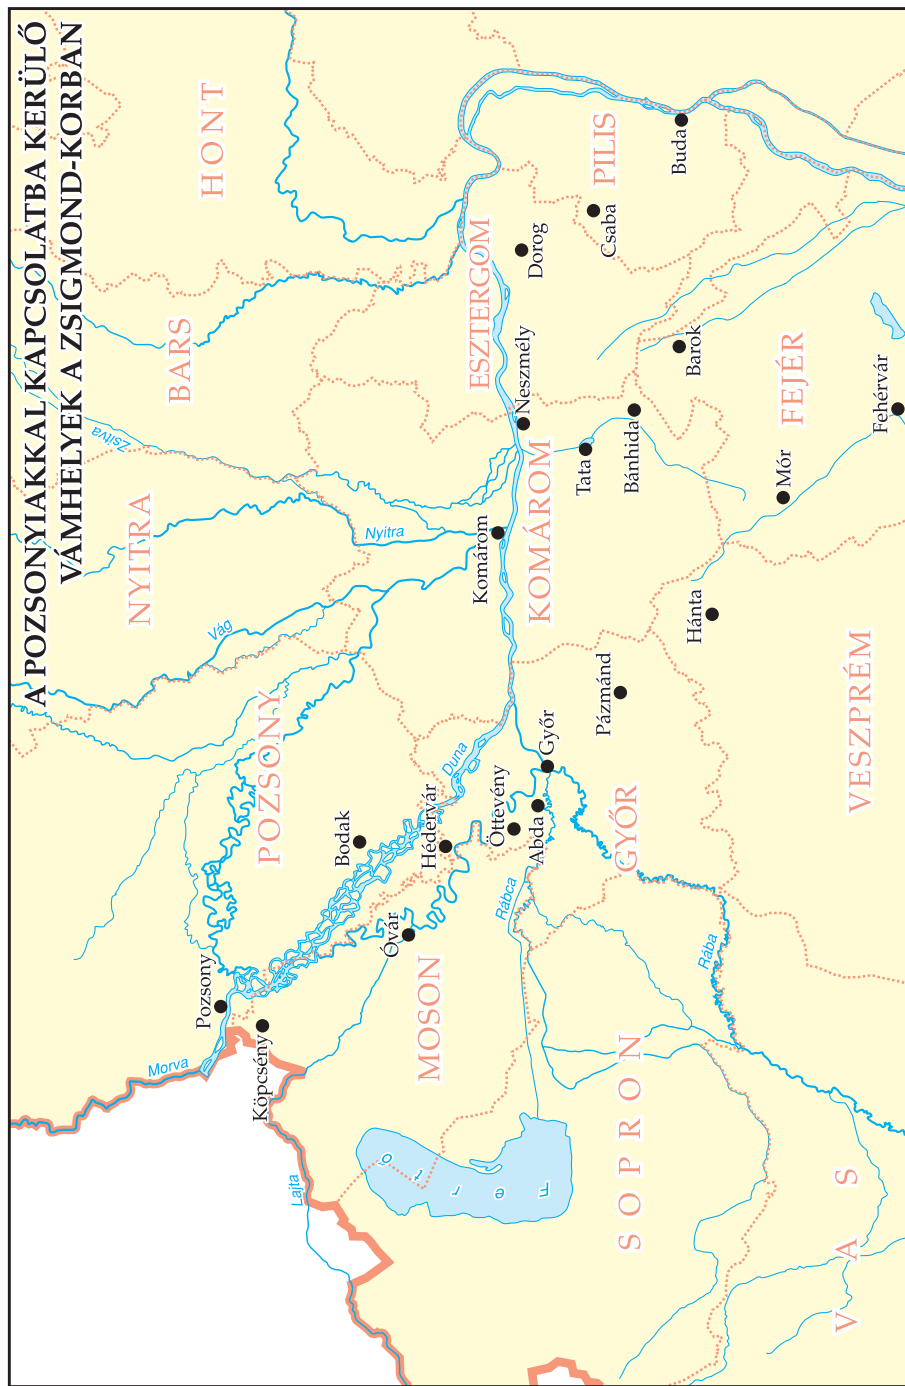 A POZSONYIAKKAL KAPCSOLATBA KERÜLŐ
VÁMHELYEK A ZSIGMOND-KORBAN
HONT
BARS
NYITRA
POZSONY
ESZTERGOM
PILIS
KOMÁROM
FEJÉR
GYŐR
VESZPRÉM
MOSON
SOPRON
VAS
Zsitva
Nyitra
Vág
Duna
Morva
Lajta
Rábca
Rába
Fertő
Pozsony
Köpcsény
Óvár
Bodak
Hédervár
Öttevény
Abda
Győr
Pázmánd
Hánta
Komárom
Neszmély
Tata
Bánhida
Mór
Fehérvár
Barok
Dorog
Csaba
Buda